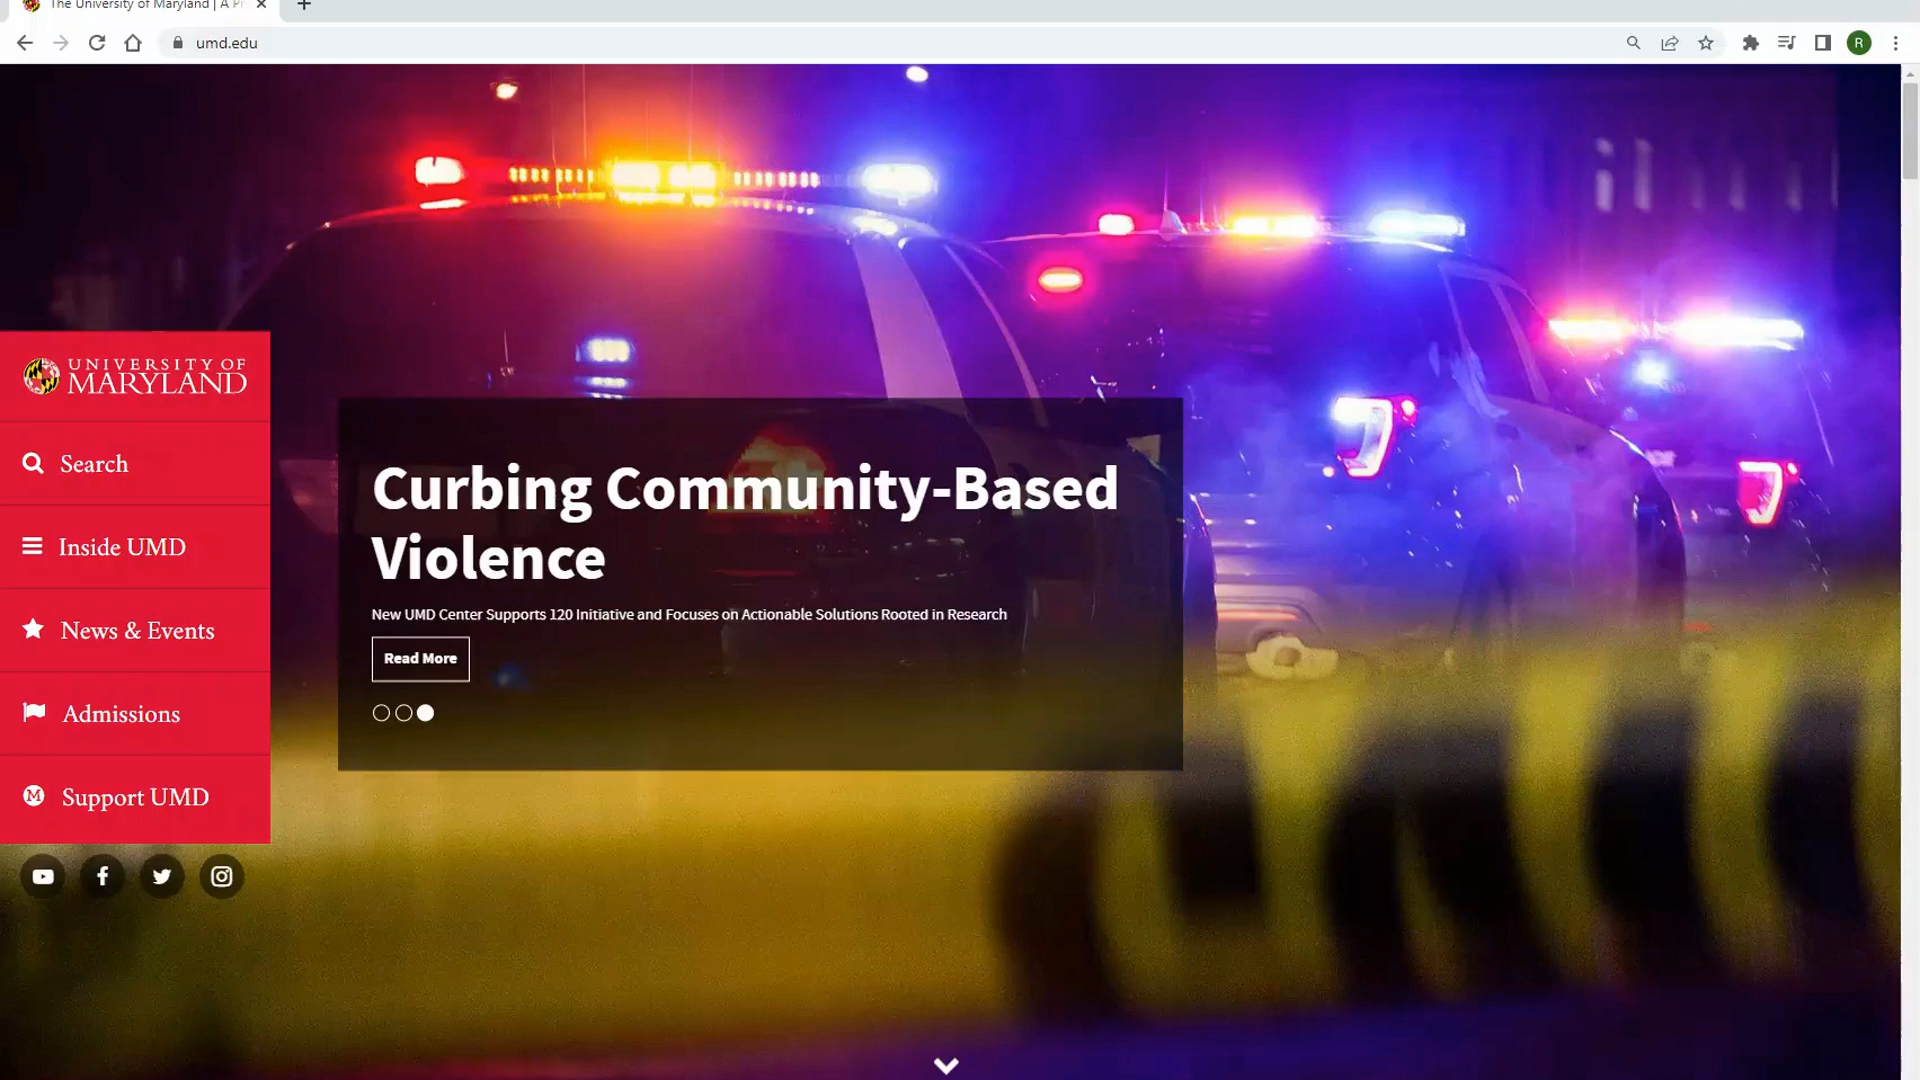 The University of Maryland | A Pr
umd.edu
R
UNIVERSITY OF
MARYLAND
Search
Inside UMD
News & Events
Admissions
M Support UMD
Curbing Community-Based
Violence
New UMD Center Supports 120 Initiative and Focuses on Actionable Solutions Rooted in Research
Read More